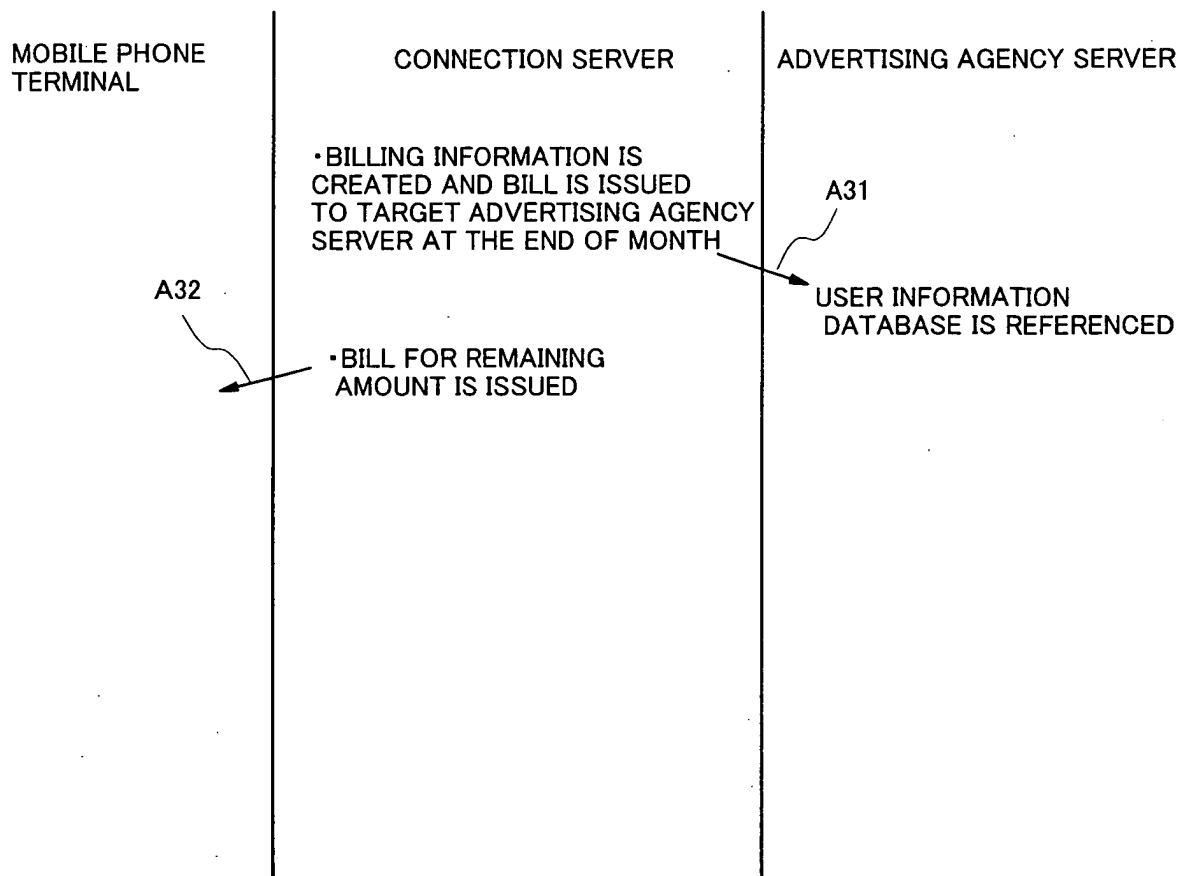 MOBILE PHONE
TERMINAL
CONNECTION SERVER
ADVERTISING AGENCY SERVER
・BILLING INFORMATION IS
CREATED AND BILL IS ISSUED
TO TARGET ADVERTISING AGENCY
SERVER AT THE END OF MONTH
A31
USER INFORMATION
DATABASE IS REFERENCED
A32
・BILL FOR REMAINING
AMOUNT IS ISSUED